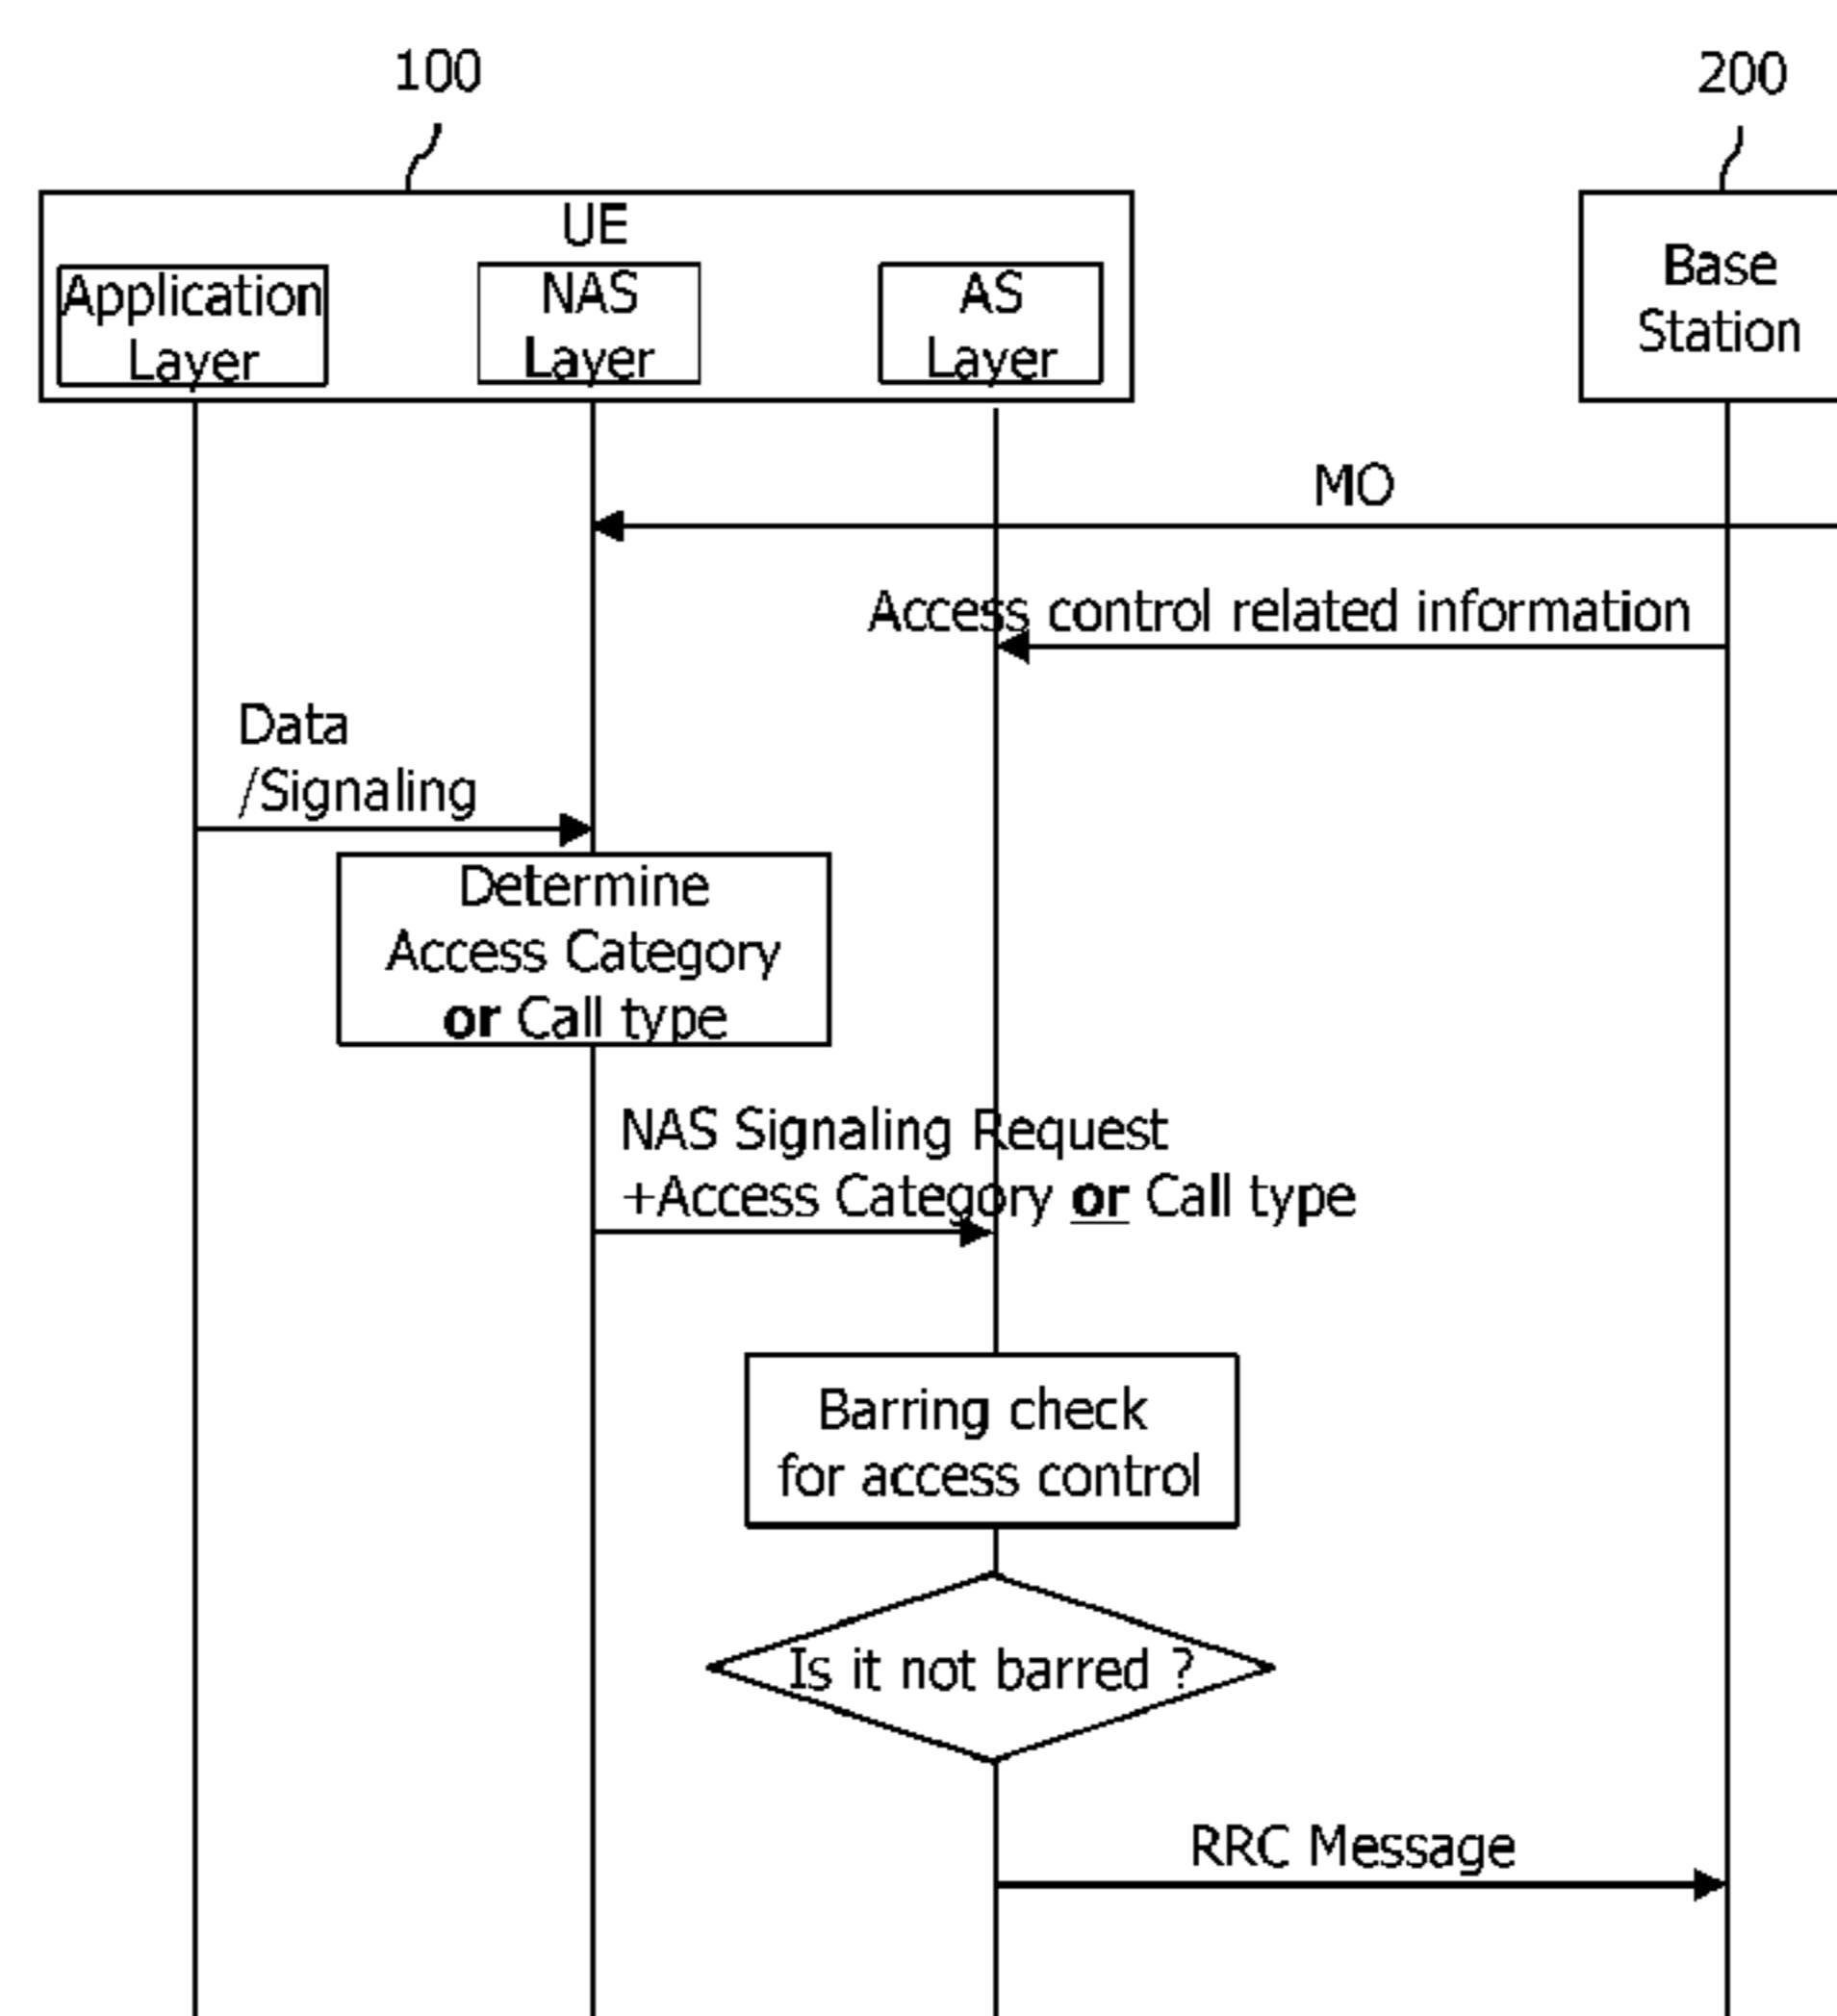 100
200
UE
Application
Layer
NAS
Layer
AS
Layer
Base
Station
MO
Access control related information
Data
/Signaling
Determine
Access Category
or Call type
NAS Signaling Request
+Access Category or Call type
Barring check
for access control
Is it not barred ?
RRC Message